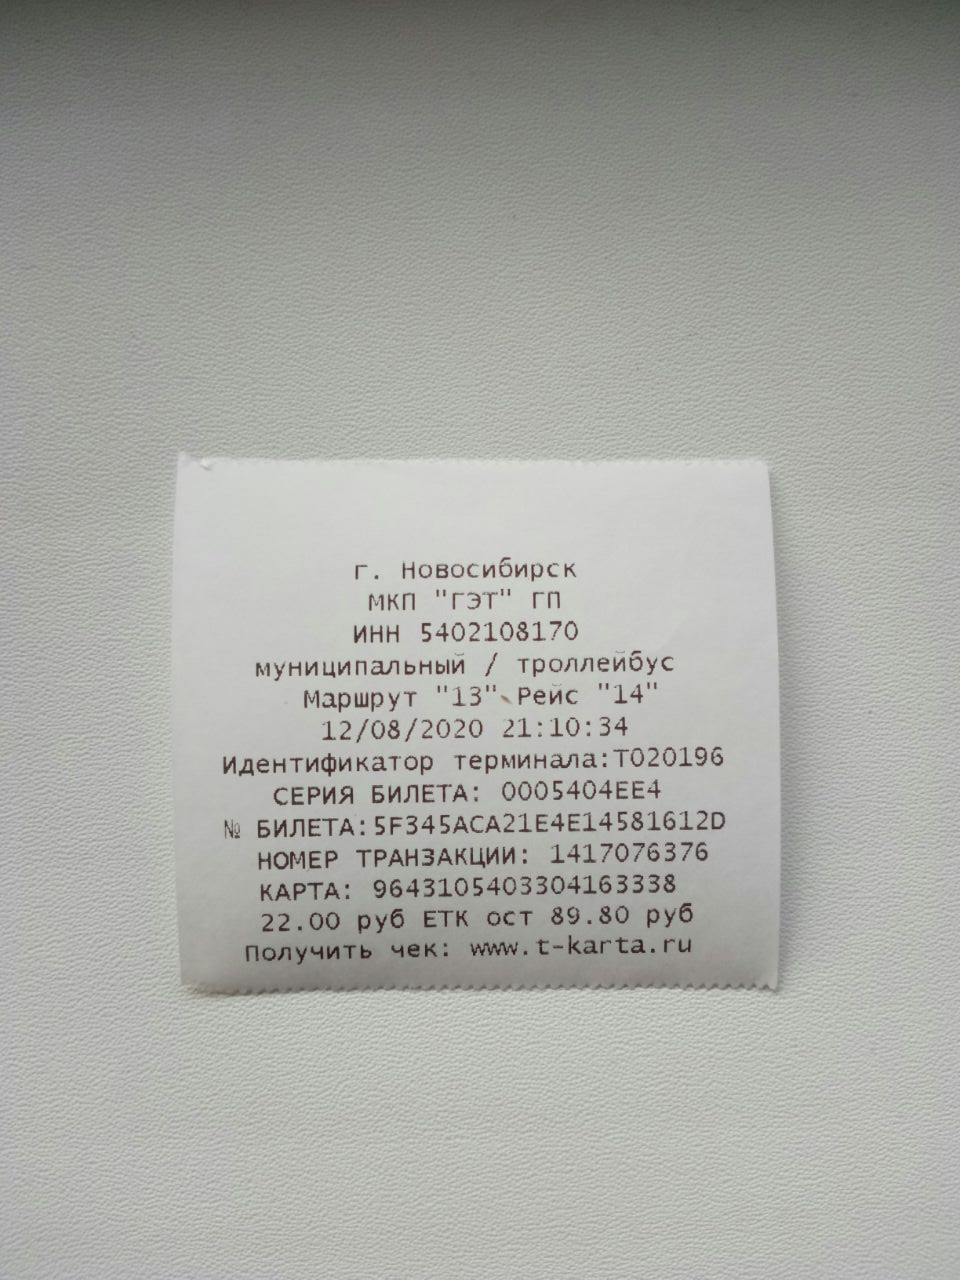 г. Новосибирск
МКП "ГЭТ" ГП
ИНН 5402108170
муниципальный / троллейбус
Маршрут "13" Рейс "14"
12/08/2020 21:10:34
Идентификатор терминала:T020196
СЕРИЯ БИЛЕТА: 0005404EE4
№ БИЛЕТА:5F345ACA21E4E14581612D
НОМЕР ТРАНЗАКЦИИ: 1417076376
КАРТА: 9643105403304163338
22.00 руб ЕТК ост 89.80 руб
Получить чек: www.t-karta.ru